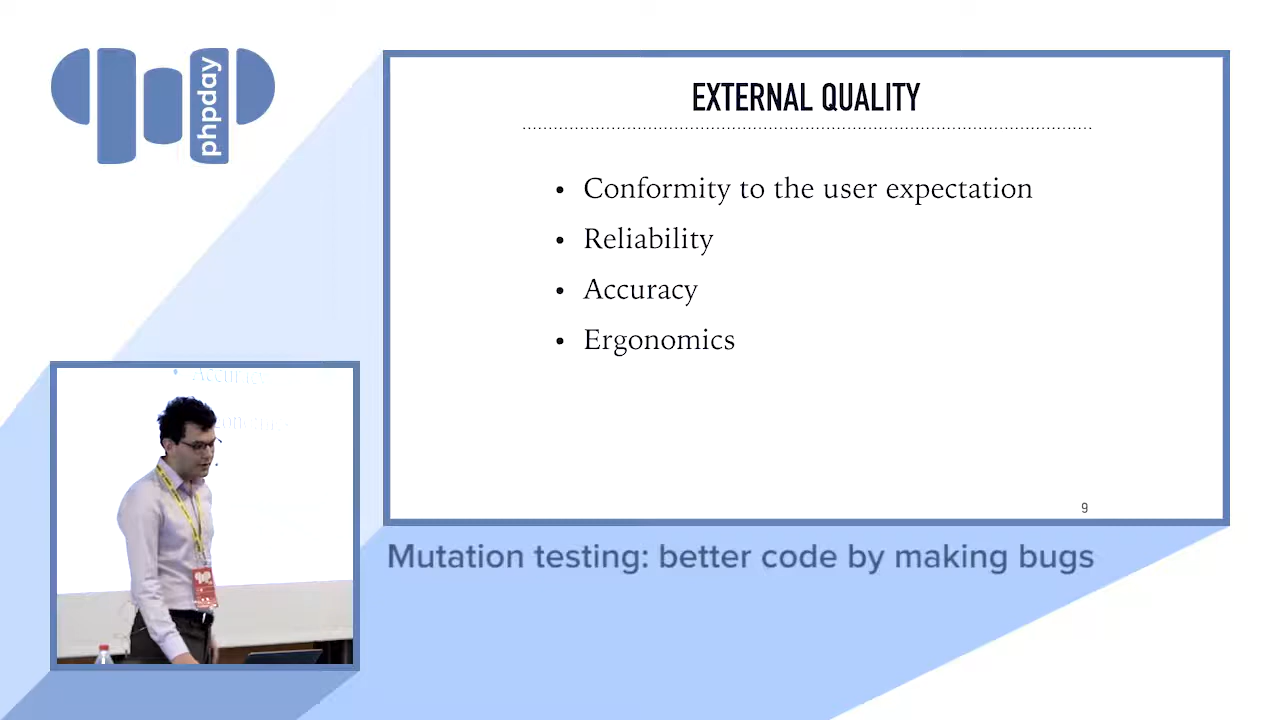 phpday
EXTERNAL QUALITY
• Conformity to the user expectation
• Reliability
• Accuracy
• Ergonomics
9
Accuracy
Mutation testing: better code by making bugs